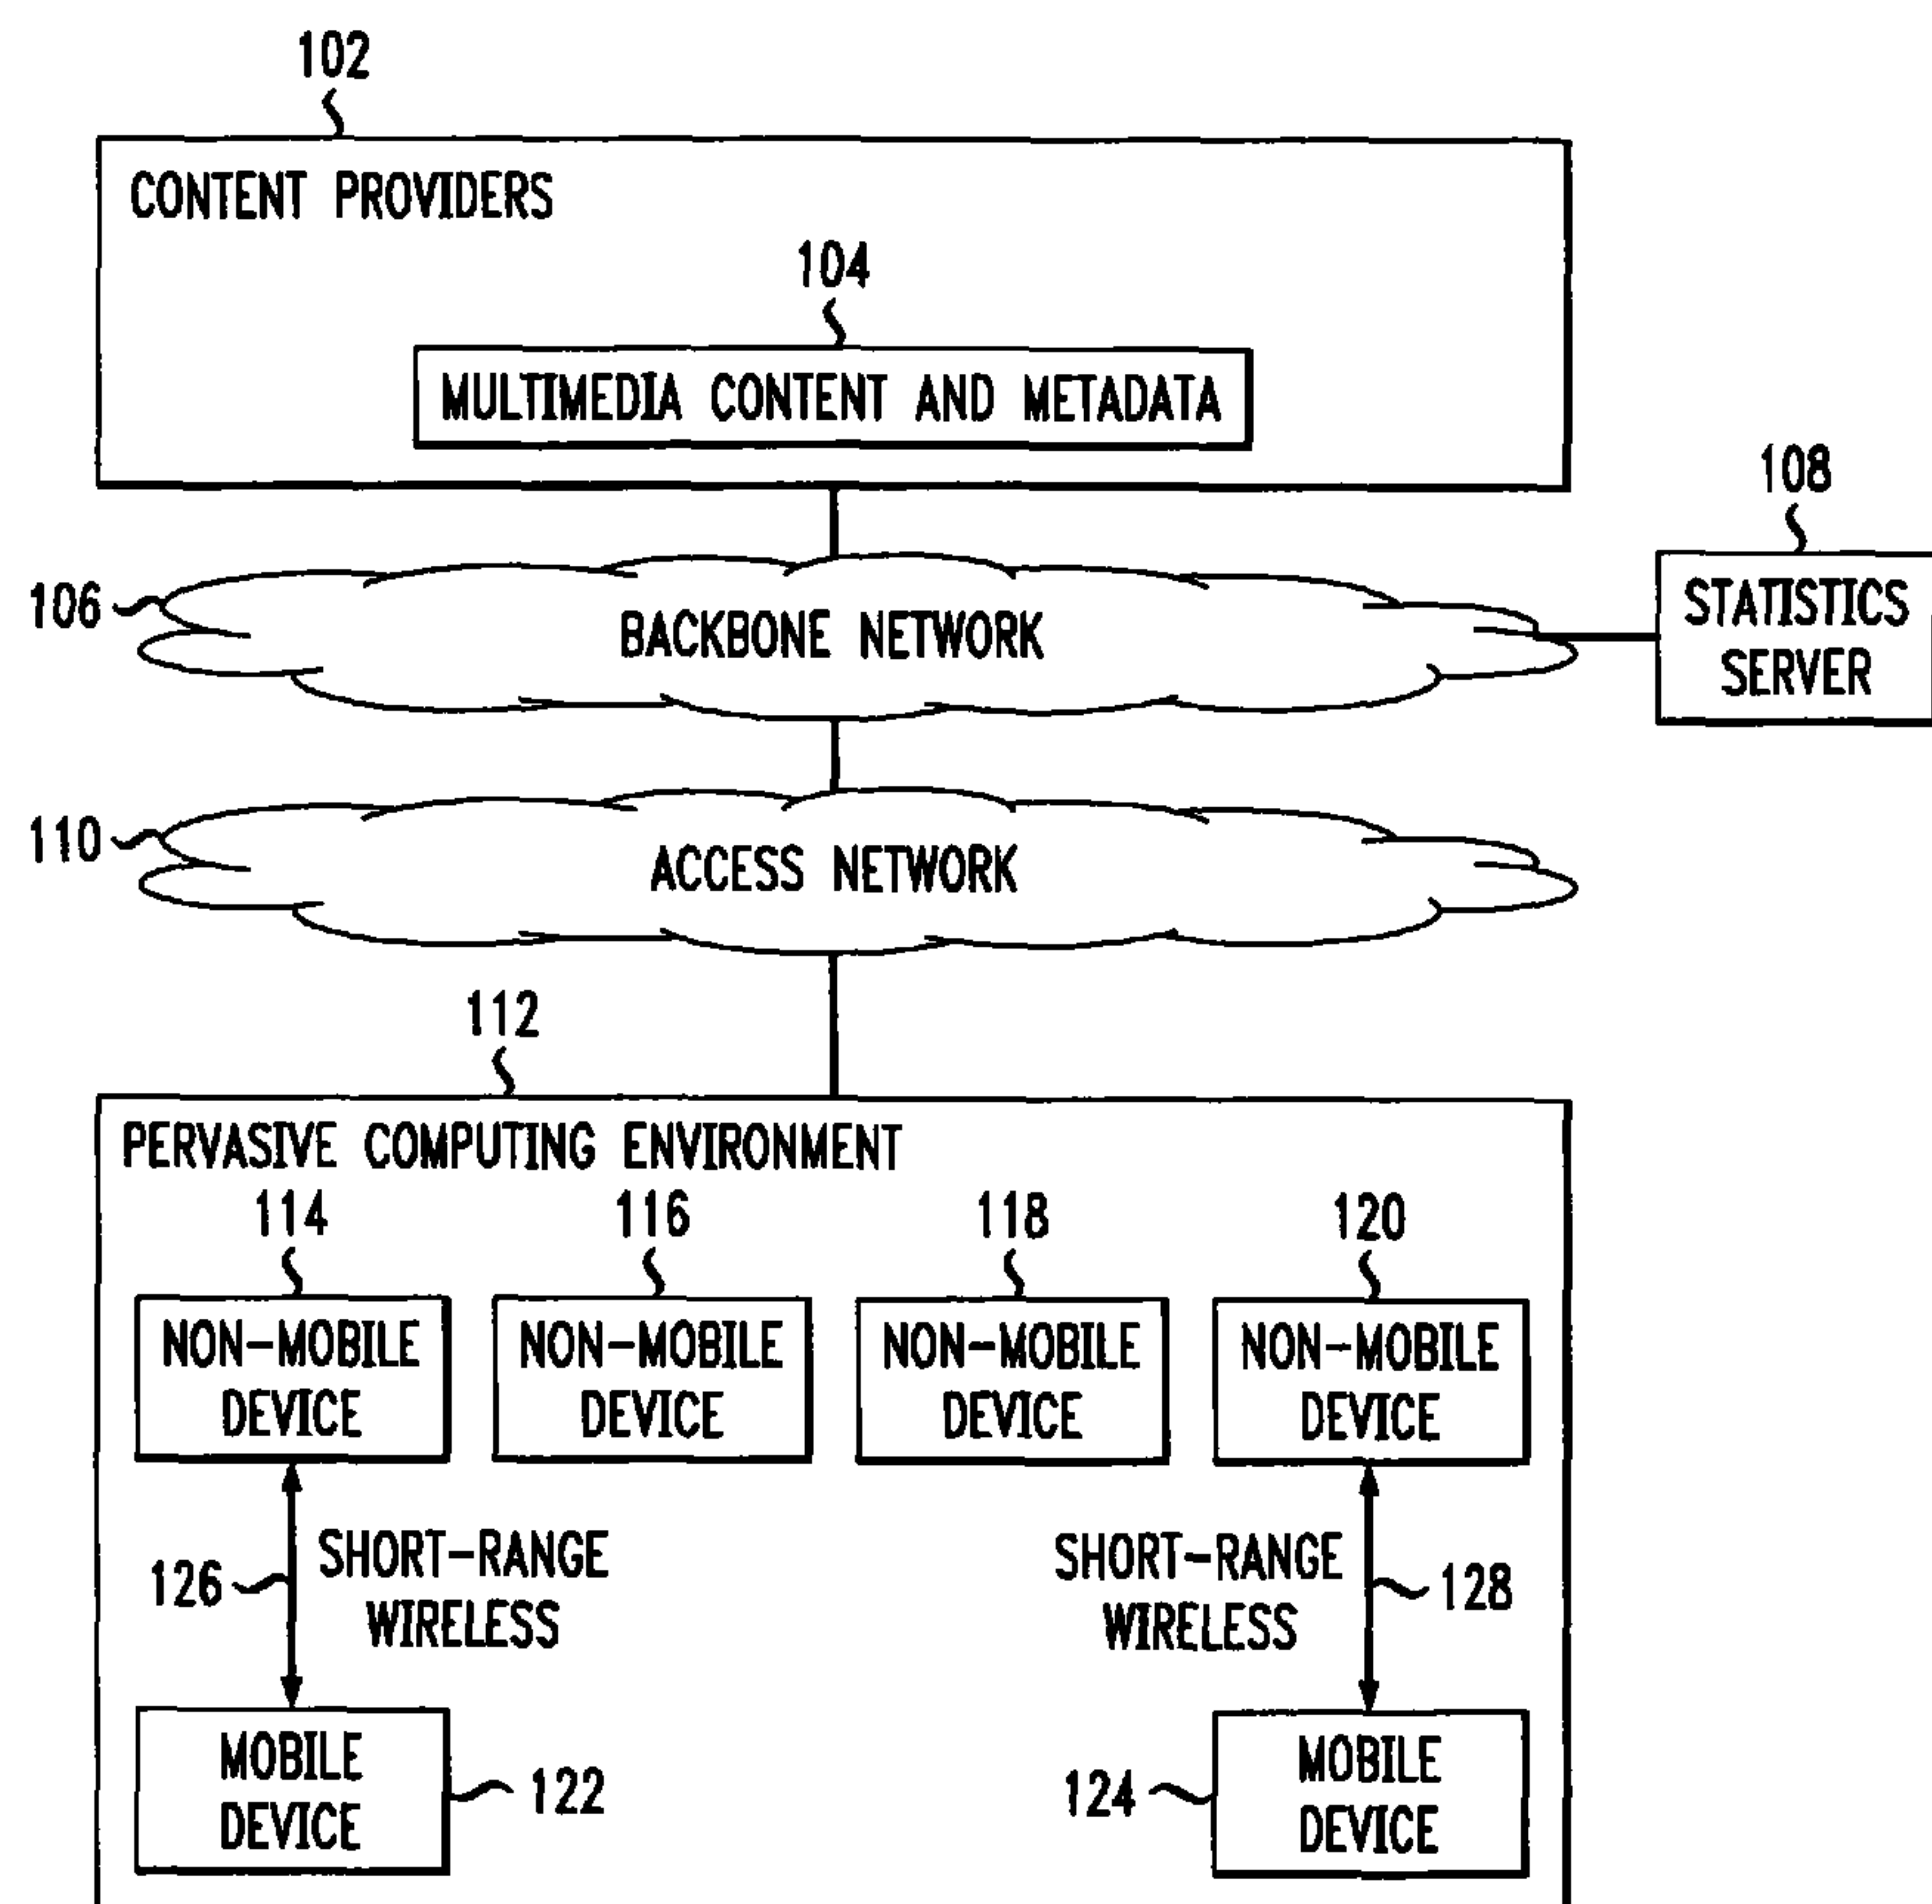 102
CONTENT PROVIDERS
104
MULTIMEDIA CONTENT AND METADATA
108
106
BACKBONE NETWORK
STATISTICS
SERVER
110
ACCESS NETWORK
112
PERVASIVE COMPUTING ENVIRONMENT
114 116 118 120
NON-MOBILE
DEVICE
NON-MOBILE
DEVICE
NON-MOBILE
DEVICE
NON-MOBILE
DEVICE
126
SHORT-RANGE
WIRELESS
SHORT-RANGE
WIRELESS
128
MOBILE
DEVICE
122
124
MOBILE
DEVICE